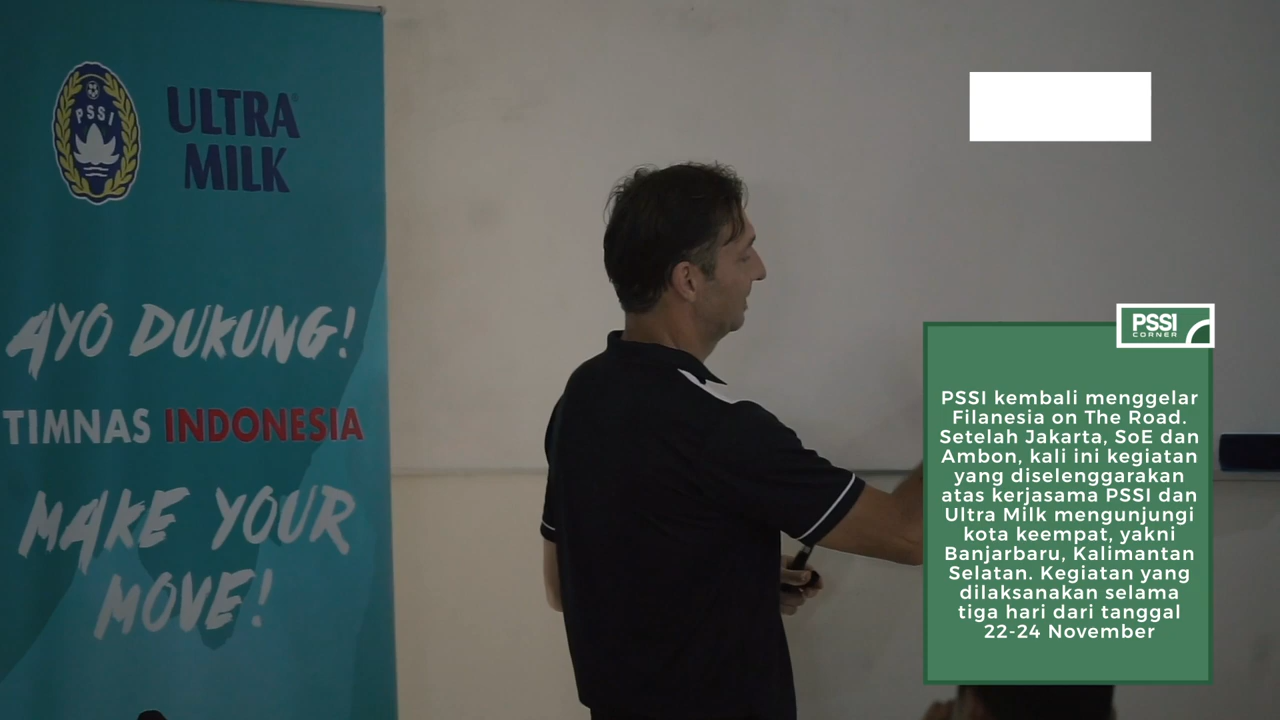 PSSI
ULTRA
MILK
AYO DUKUNG!
TIMNAS INDONESIA
MAKE YOUR
MOVE!
PSSI
CORNER
PSSI kembali menggelar
Filanesia on The Road.
Setelah Jakarta, SoE dan
Ambon, kali ini kegiatan
yang diselenggarakan
atas kerjasama PSSI dan
Ultra Milk mengunjungi
kota keempat, yakni
Banjarbaru, Kalimantan
Selatan. Kegiatan yang
dilaksanakan selama
tiga hari dari tanggal
22-24 November